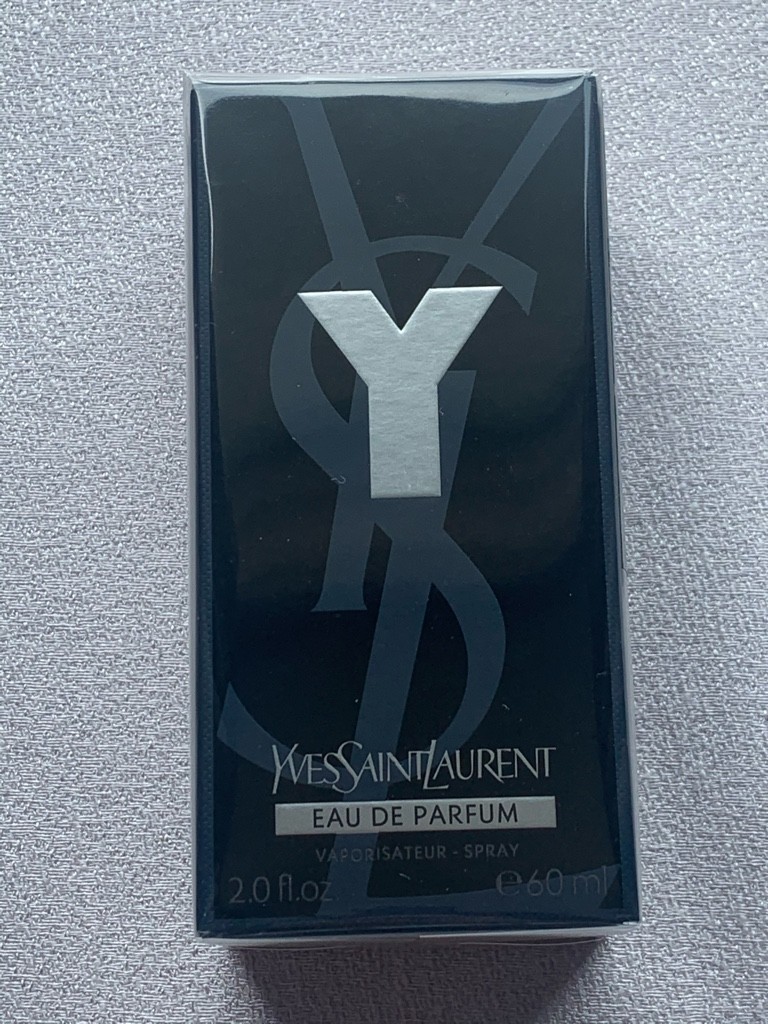 Y
YVESSAINTLAURENT
EAU DE PARFUM
VAPORISATEUR - SPRAY
2.0 fl.oz ℮60 ml